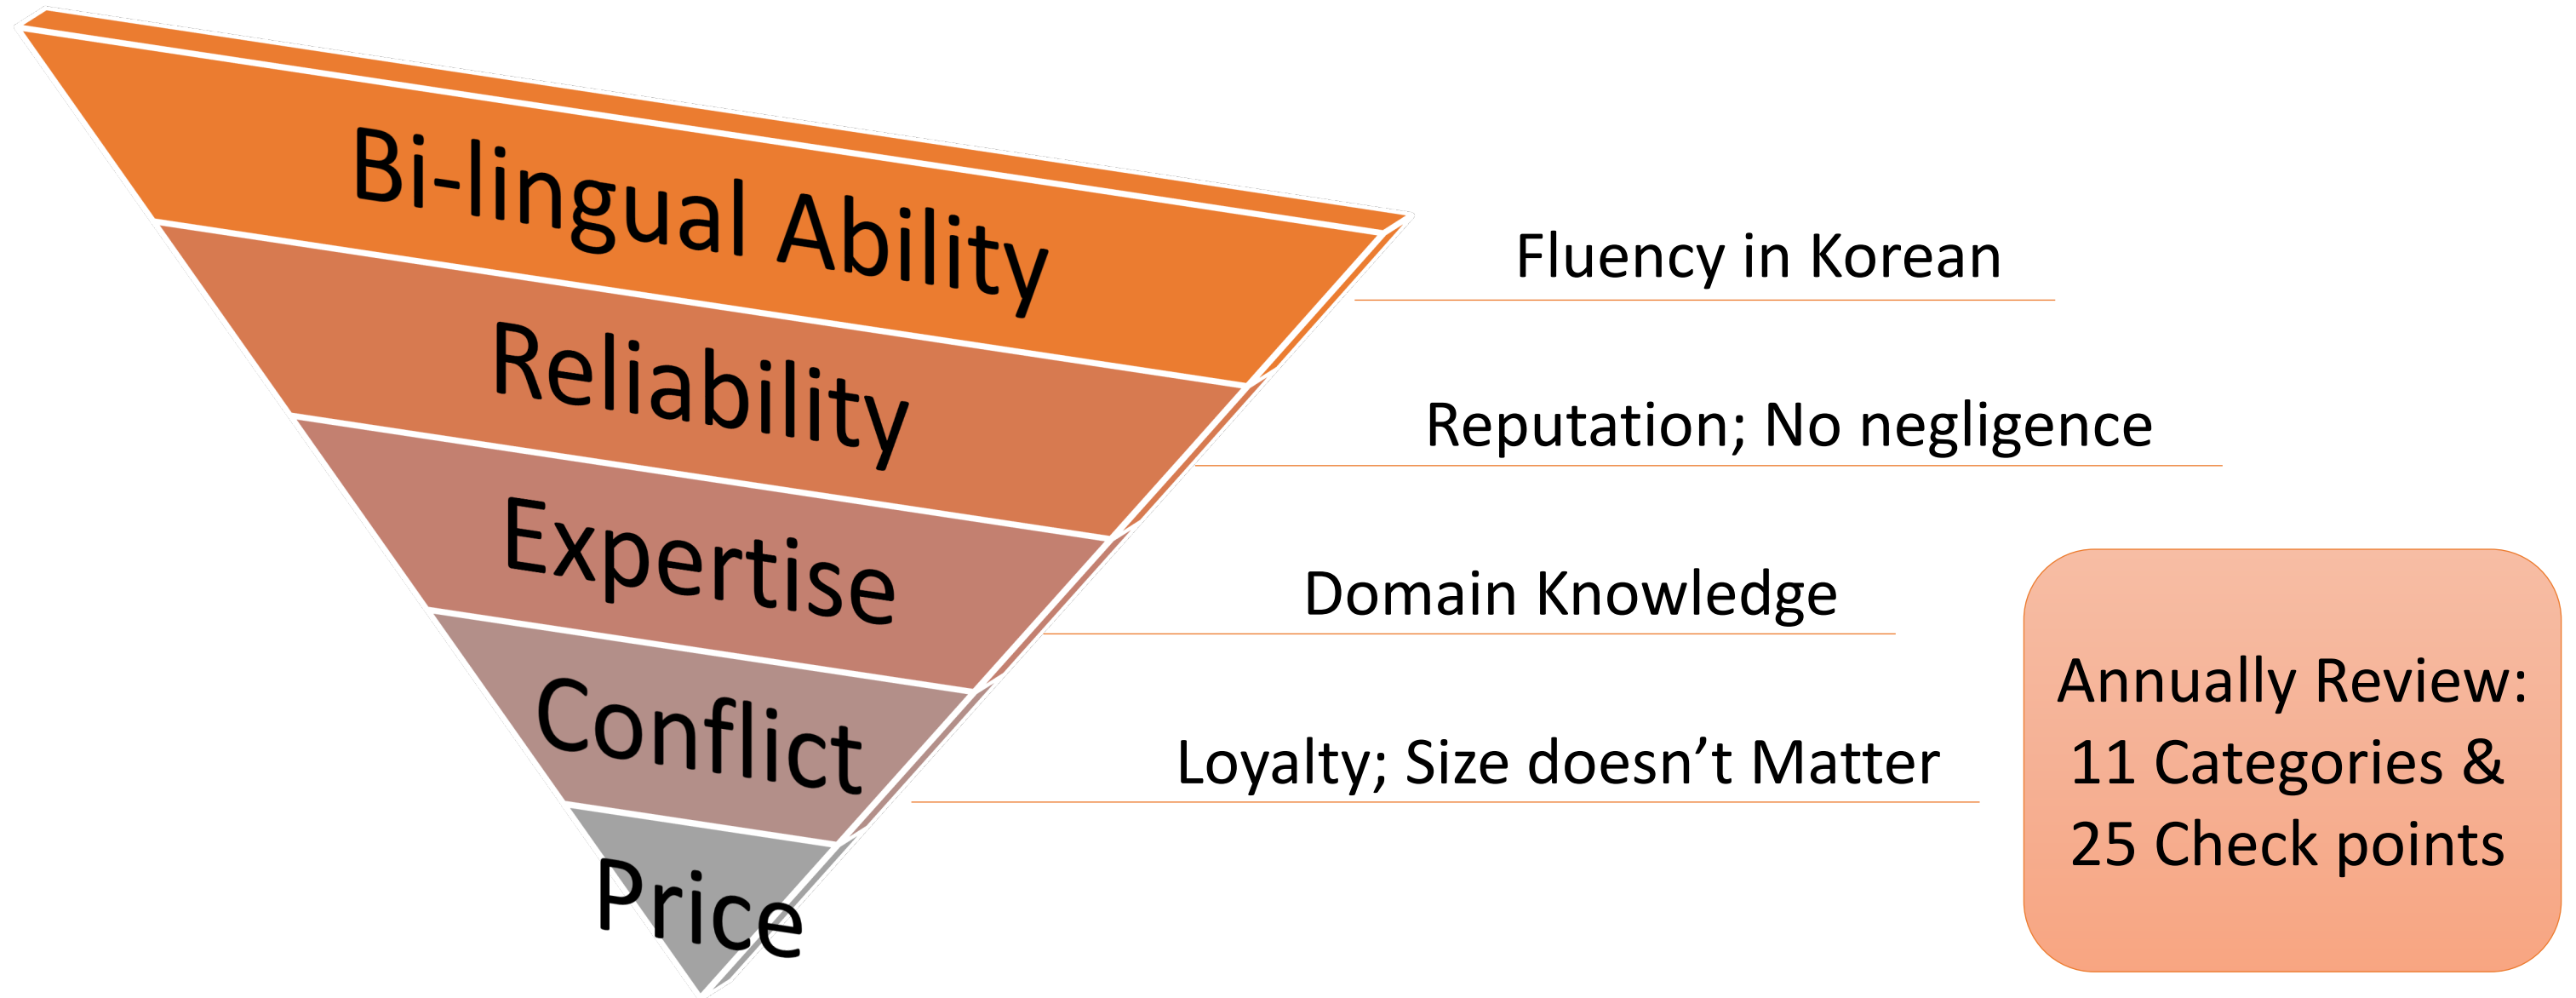 Bi-lingual Ability
Fluency in Korean
Reliability
Reputation; No negligence
Expertise
Domain Knowledge
Conflict
Loyalty; Size doesn’t Matter
Price
Annually Review:
11 Categories &
25 Check points